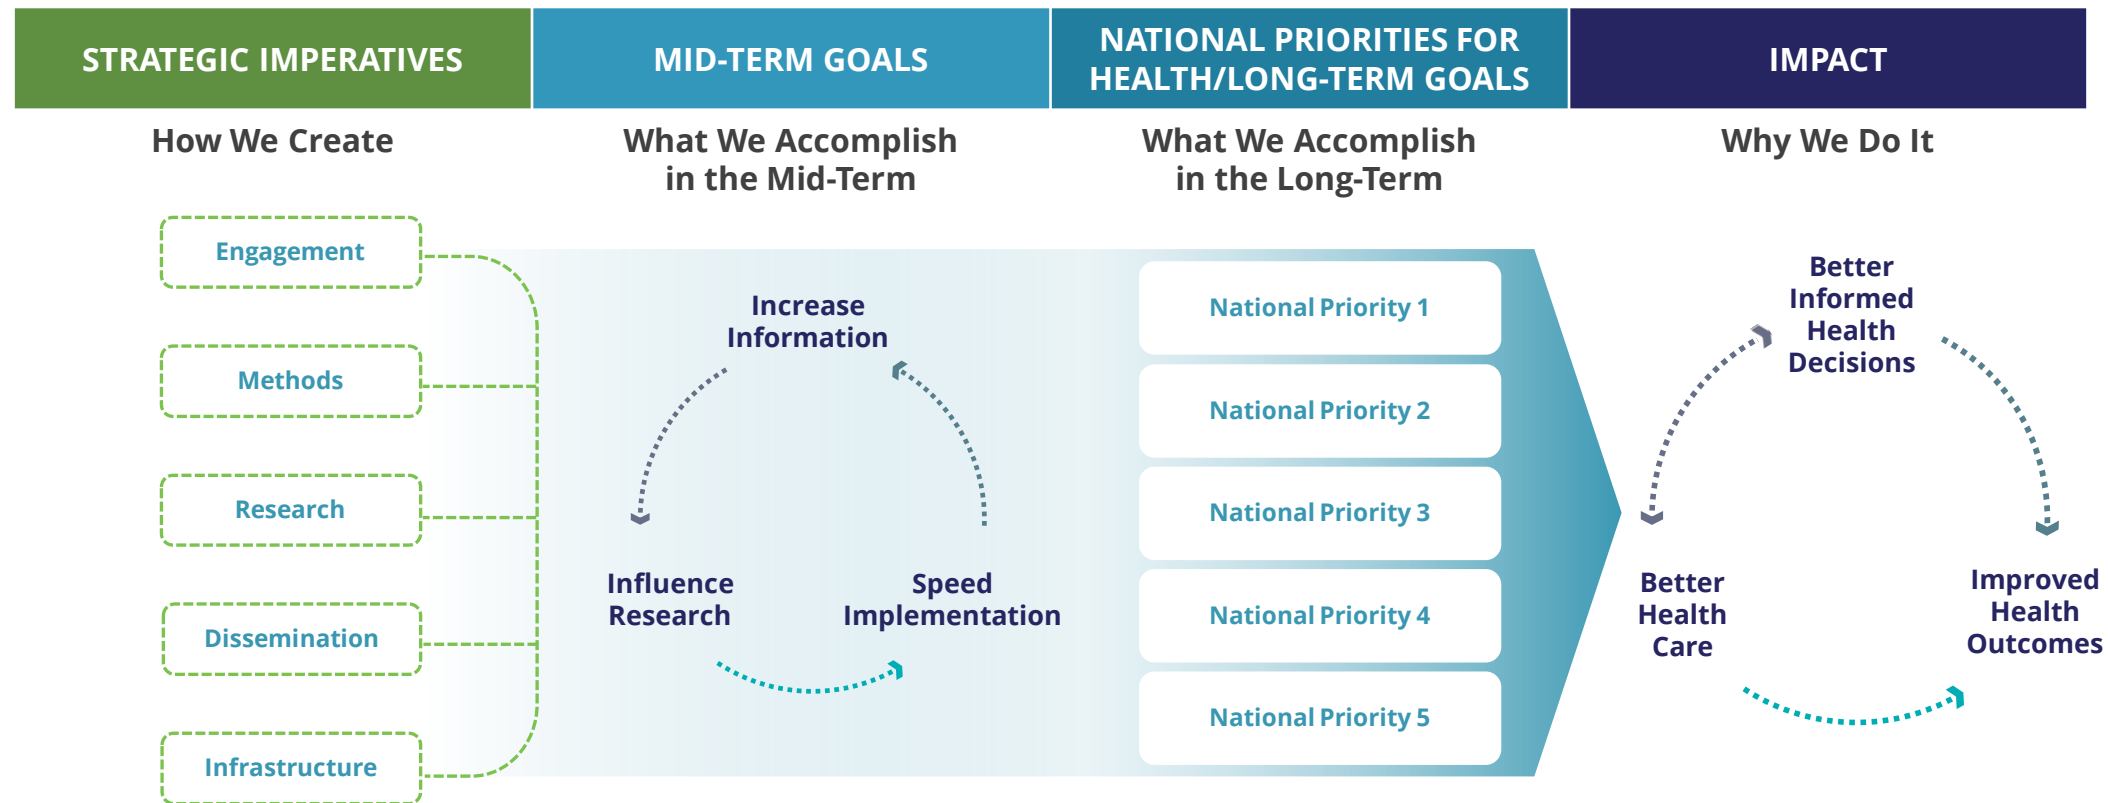 STRATEGIC IMPERATIVES
MID-TERM GOALS
NATIONAL PRIORITIES FOR
HEALTH/LONG-TERM GOALS
IMPACT
How We Create
What We Accomplish
in the Mid-Term
What We Accomplish
in the Long-Term
Why We Do It
Engagement
Methods
Research
Dissemination
Infrastructure
Increase
Information
Influence
Research
Speed
Implementation
National Priority 1
National Priority 2
National Priority 3
National Priority 4
National Priority 5
Better
Informed
Health
Decisions
Better
Health
Care
Improved
Health
Outcomes